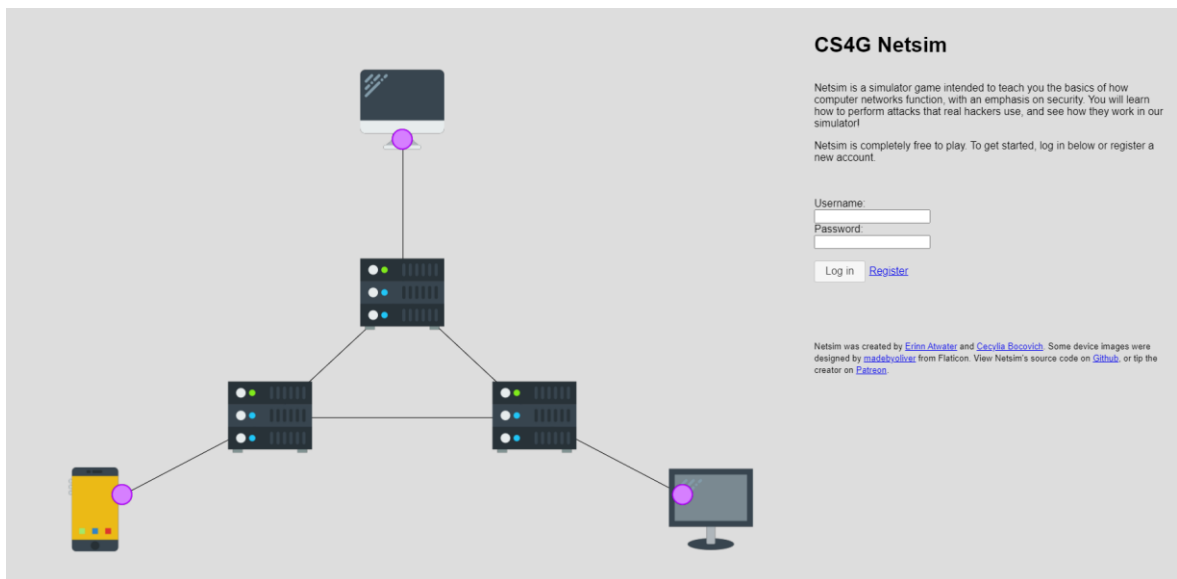 CS4G Netsim
Netsim is a simulator game intended to teach you the basics of how
computer networks function, with an emphasis on security. You will learn
how to perform attacks that real hackers use, and see how they work in our
simulator!
Netsim is completely free to play. To get started, log in below or register a
new account.
Username:
Password:
Log in Register
Netsim was created by Erinn Atwater and Cecylia Bocovich. Some device images were
designed by madebyoliver from Flaticon. View Netsim's source code on Github, or tip the
creator on Patreon.